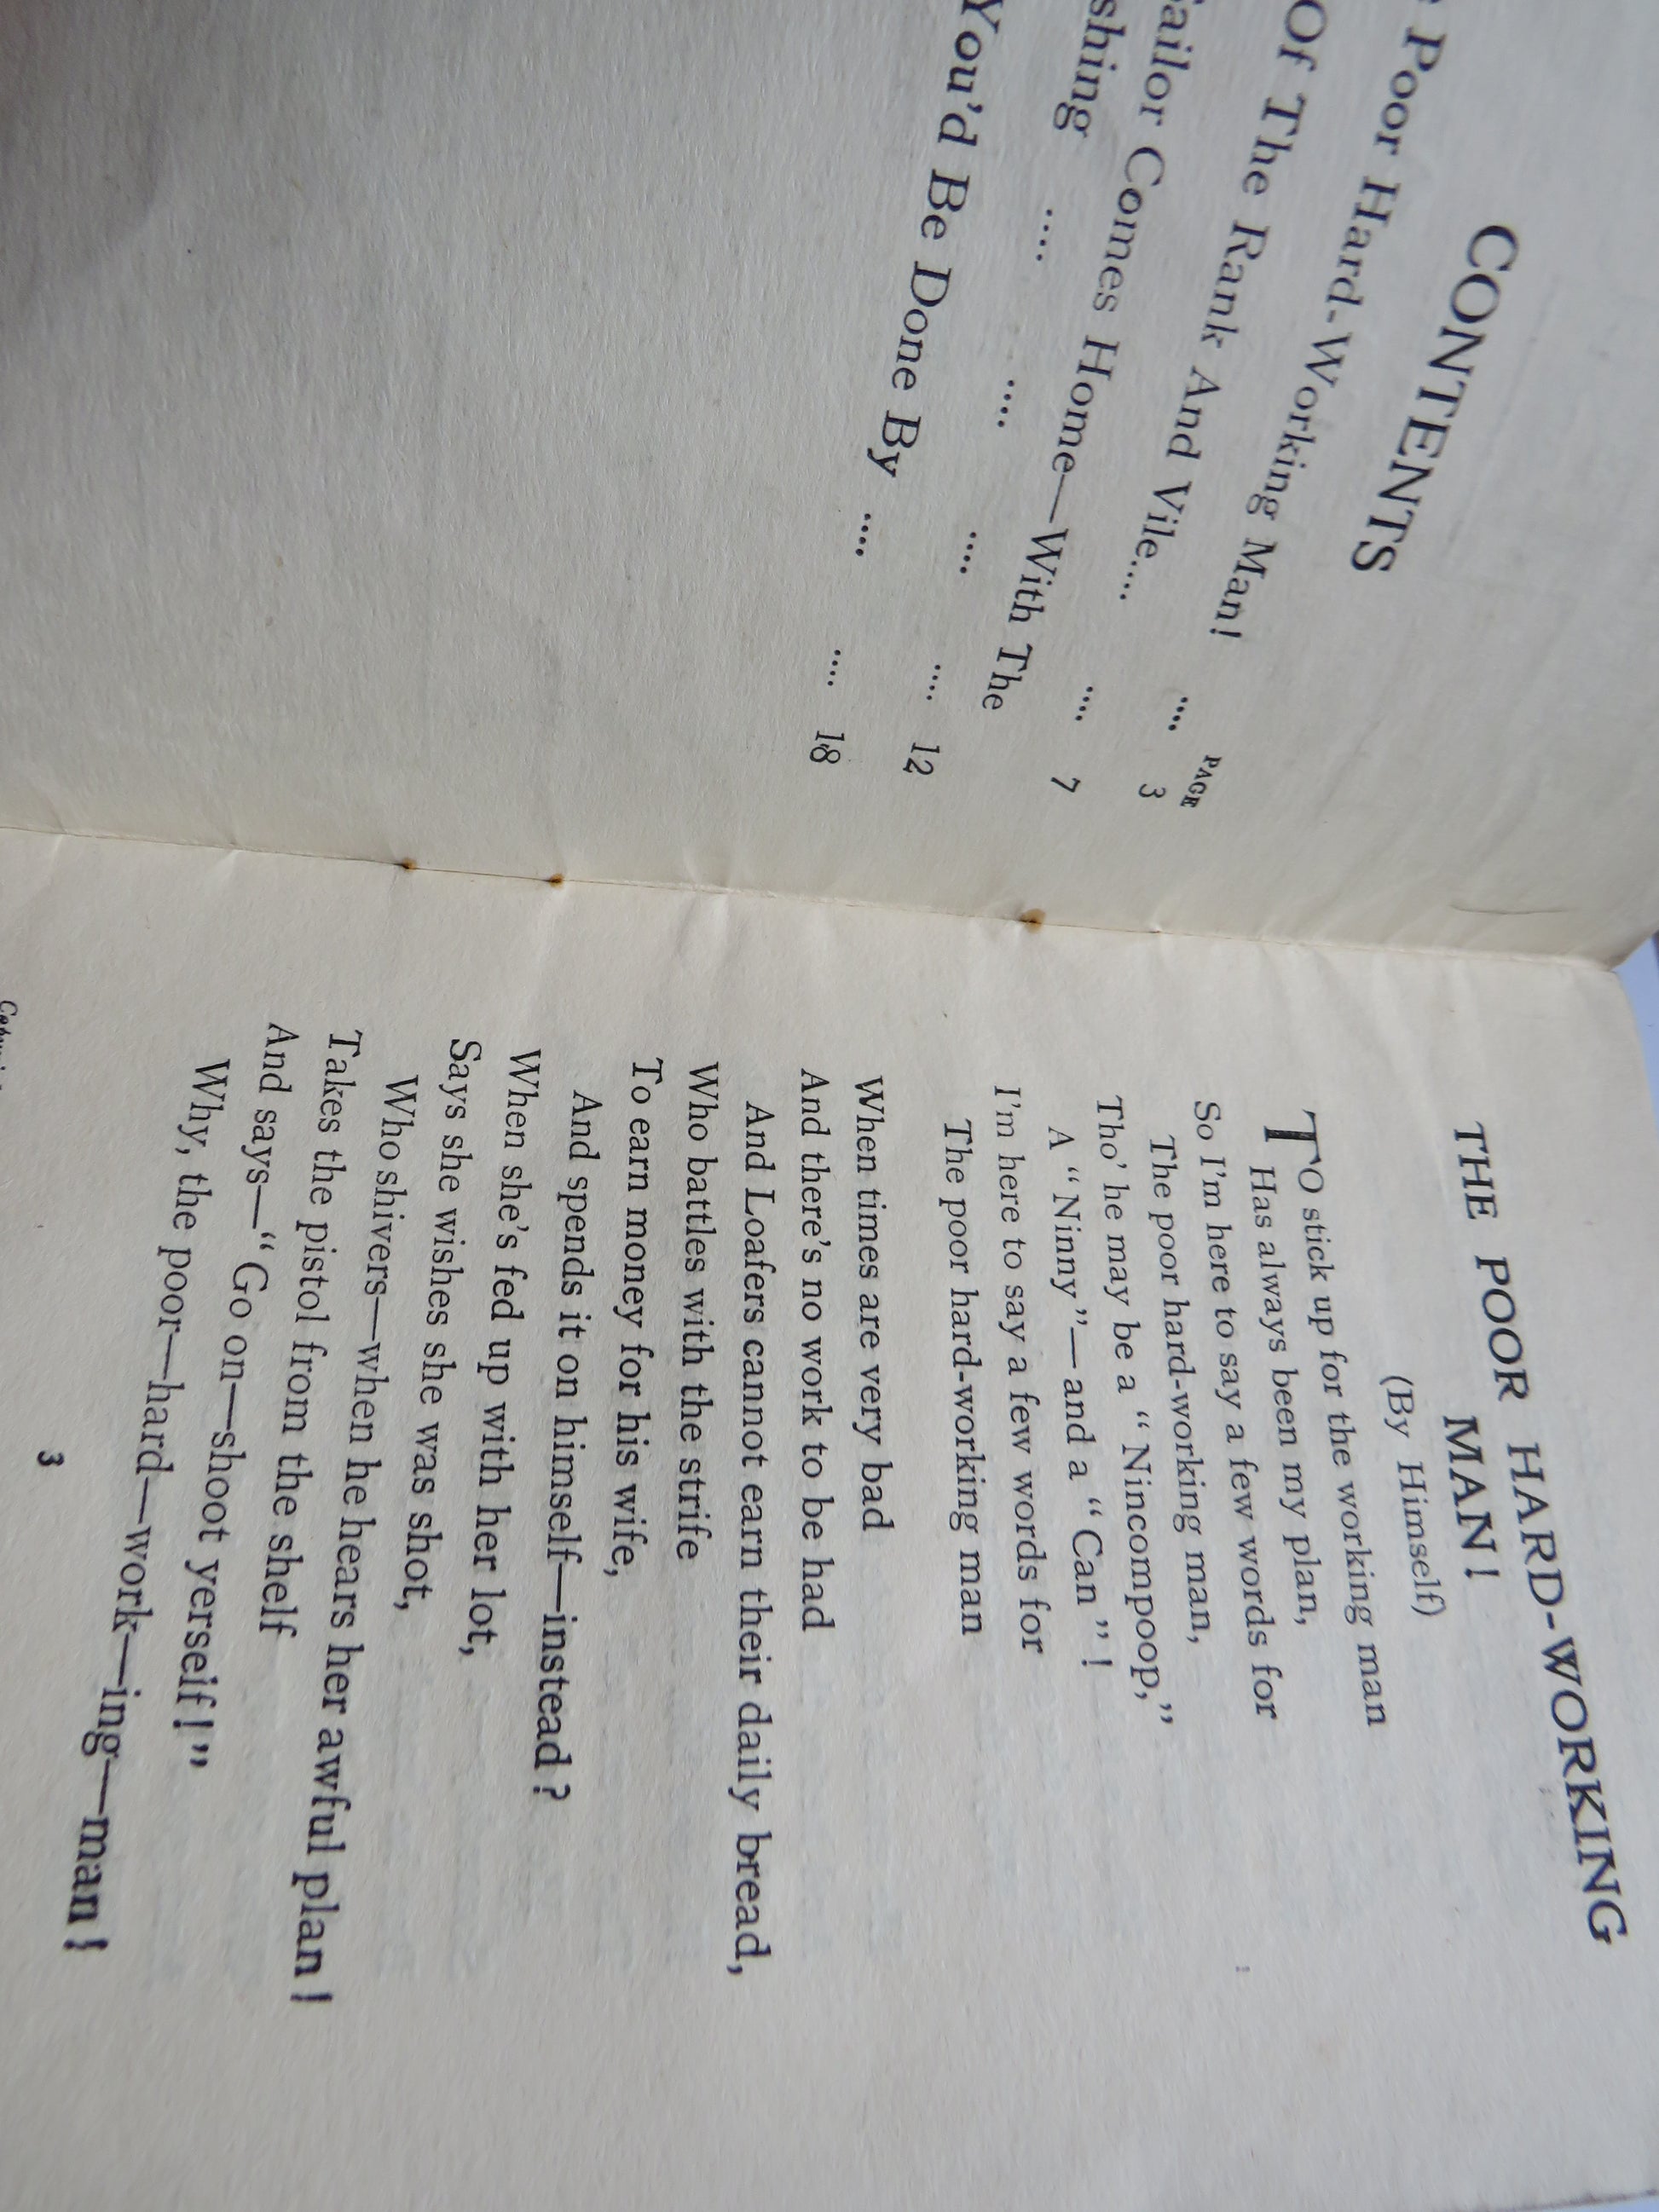 CONTENTS
PAGE
Poor Hard-Working Man! .... 3
Of The Rank And Vile.... .... 7
ailor Comes Home—With The
shing .... .... .... .... 12
You'd Be Done By .... .... 18
THE POOR HARD-WORKING
MAN!
(By Himself)
TO stick up for the working man
Has always been my plan,
So I'm here to say a few words for
The poor hard-working man,
Tho' he may be a “Nincompoop,”
A “Ninny”—and a “Can”!
I'm here to say a few words for
The poor hard-working man
When times are very bad
And there's no work to be had
And Loafers cannot earn their daily bread,
Who battles with the strife
To earn money for his wife,
And spends it on himself—instead?
When she's fed up with her lot,
Says she wishes she was shot,
Who shivers—when he hears her awful plan!
Takes the pistol from the shelf
And says—“Go on—shoot yerself!”
Why, the poor—hard—work—ing—man!
3